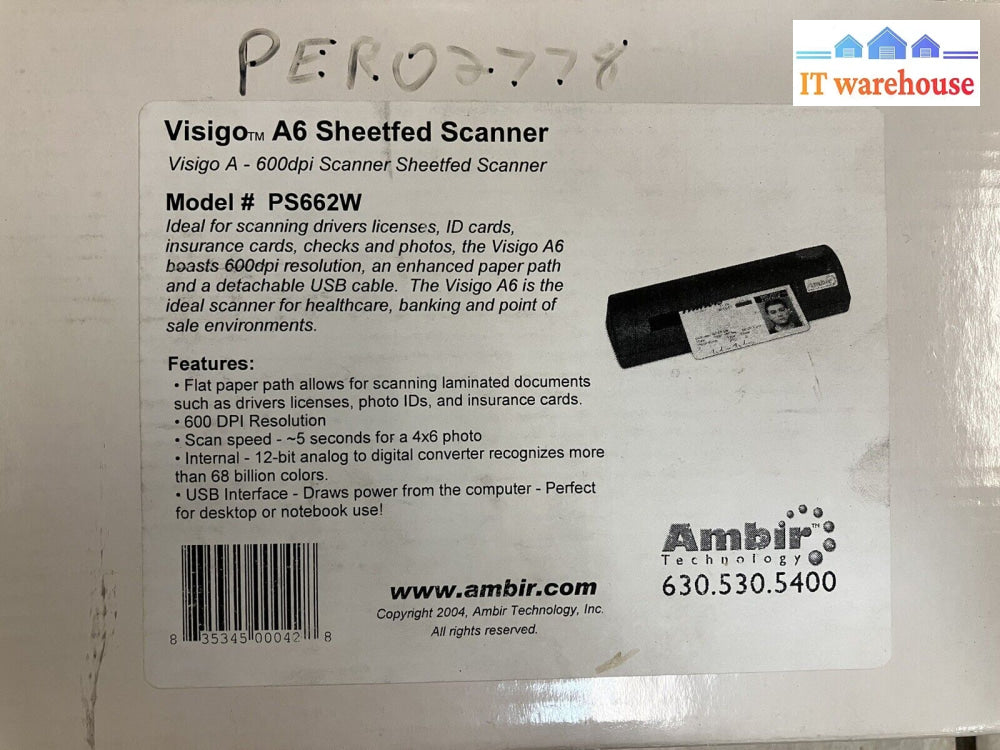 PERO2778
IT warehouse
Visigo™ A6 Sheetfed Scanner
Visigo A - 600dpi Scanner Sheetfed Scanner
Model # PS662W
Ideal for scanning drivers licenses, ID cards,
insurance cards, checks and photos, the Visigo A6
boasts 600dpi resolution, an enhanced paper path
and a detachable USB cable. The Visigo A6 is the
ideal scanner for healthcare, banking and point of
sale environments.
Ambir
Features:
• Flat paper path allows for scanning laminated documents
such as drivers licenses, photo IDs, and insurance cards.
• 600 DPI Resolution
• Scan speed - ~5 seconds for a 4x6 photo
• Internal - 12-bit analog to digital converter recognizes more
than 68 billion colors.
• USB Interface - Draws power from the computer - Perfect
for desktop or notebook use!
Ambir™
Technology
630.530.5400
www.ambir.com
Copyright 2004, Ambir Technology, Inc.
All rights reserved.
8 35345 00042 8